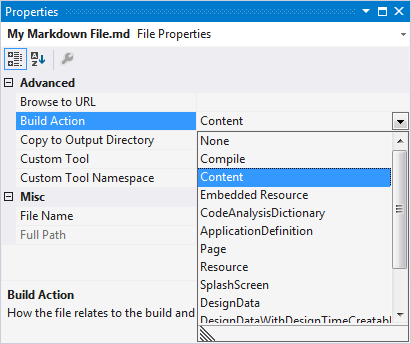 Properties
My Markdown File.md File Properties
Advanced
Browse to URL
Build Action Content
Copy to Output Directory
Custom Tool
Custom Tool Namespace
Misc
File Name
Full Path
None
Compile
Content
Embedded Resource
CodeAnalysisDictionary
ApplicationDefinition
Page
Resource
SplashScreen
DesignData
DesignDataWithDesignTimeCreatabl
Build Action
How the file relates to the build and